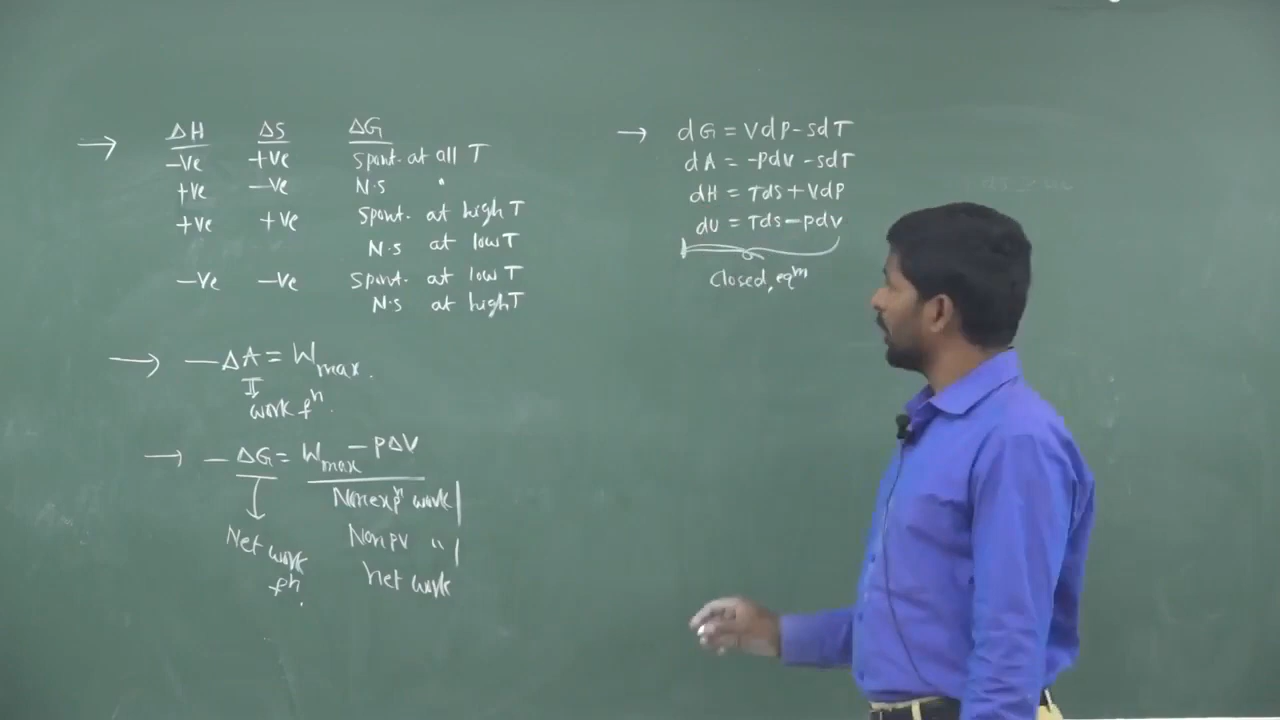 → ΔH ΔS ΔG
-ve +ve Spont. at all T
+ve -ve N.S "
+ve +ve Spont. at high T
N.S at low T
-ve -ve Spont. at low T
N.S at high T
→ -ΔA = Wmax.
work fⁿ.
→ -ΔG = Wmax - PΔV
Net work fn.
Nonexpⁿ work
Non PV "
net work
→ dG = VdP - SdT
dA = -PdV - SdT
dH = TdS + VdP
dU = TdS - PdV
Closed, eqᵐ